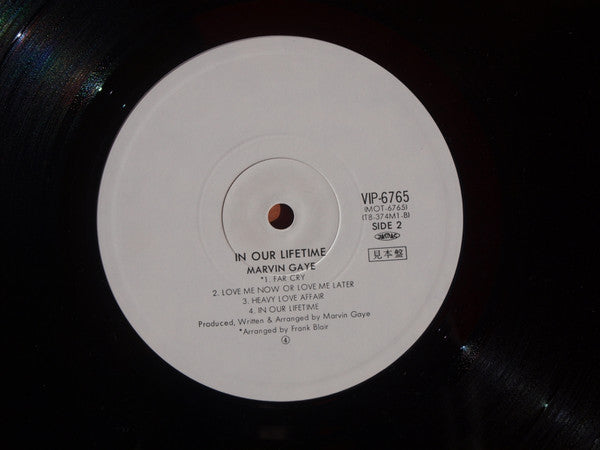 VIP-6765
(MOT-6765)
(T8-374M1-B)
SIDE 2
見本盤
IN OUR LIFETIME
MARVIN GAYE
*1. FAR CRY
2. LOVE ME NOW OR LOVE ME LATER
3. HEAVY LOVE AFFAIR
4. IN OUR LIFETIME
Produced, Written & Arranged by Marvin Gaye
*Arranged by Frank Blair
④